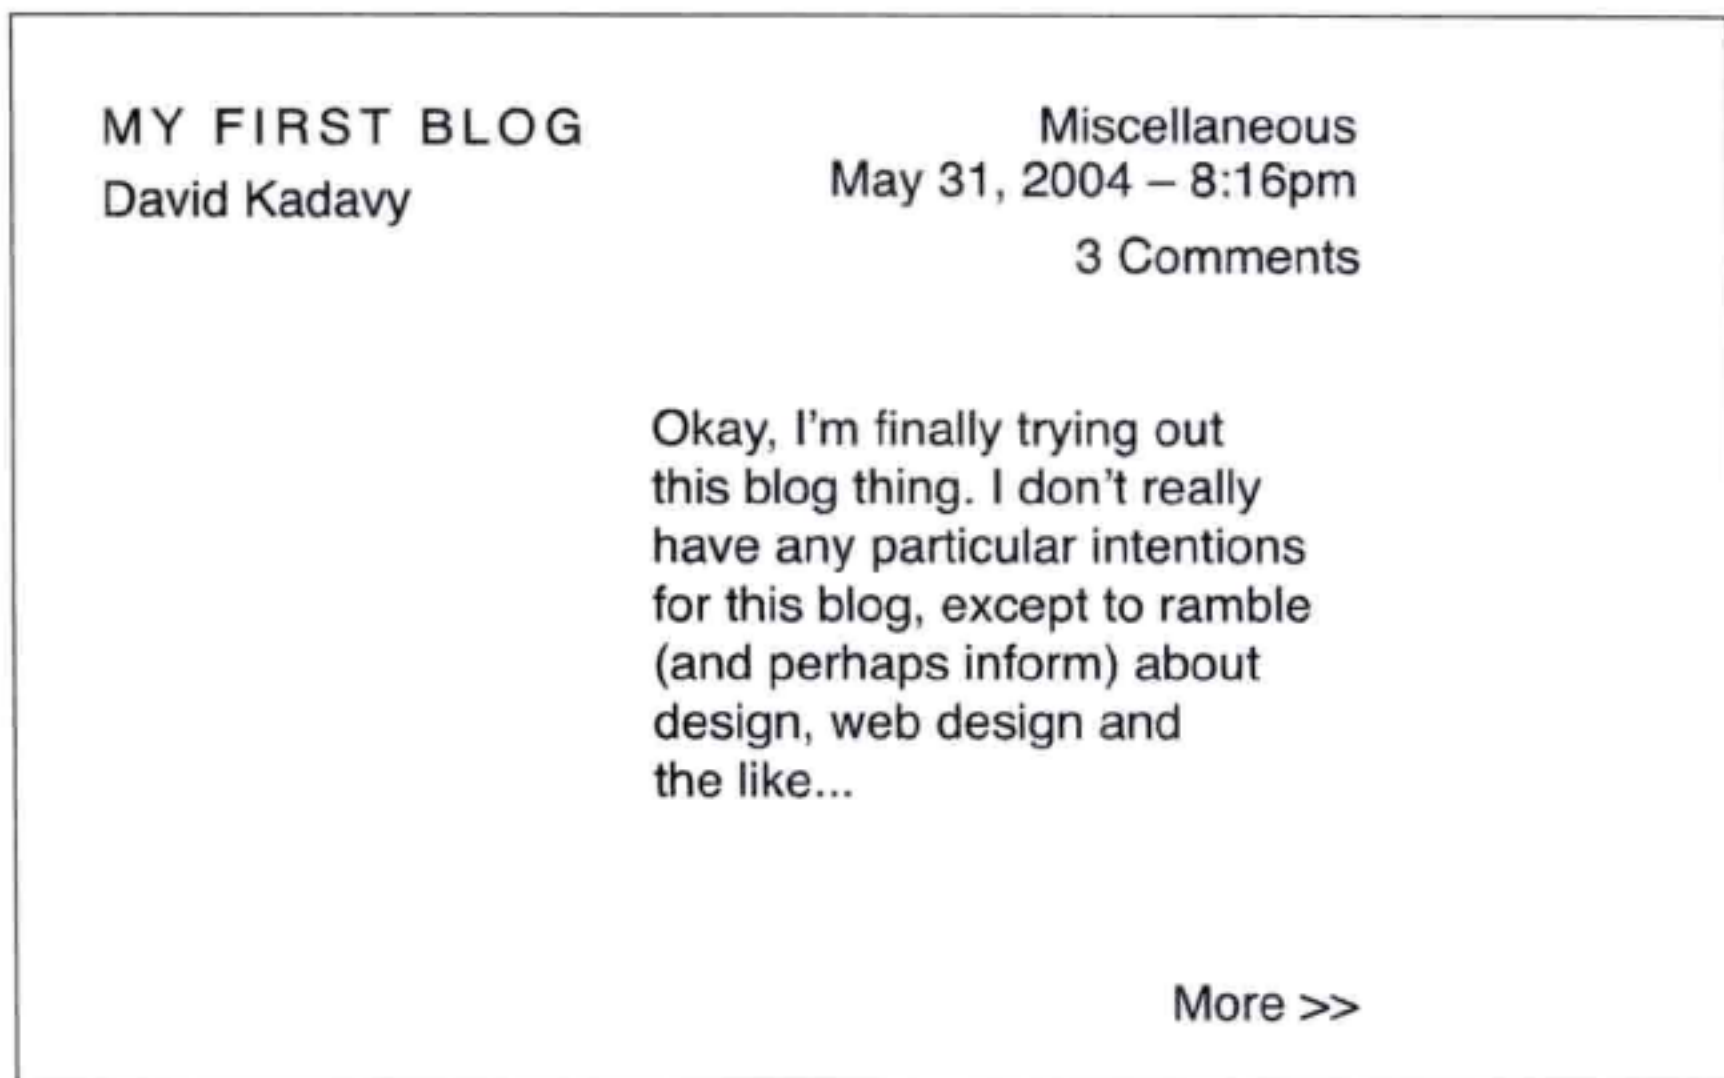 MY FIRST BLOG
David Kadavy
Miscellaneous
May 31, 2004 – 8:16pm
3 Comments
Okay, I'm finally trying out
this blog thing. I don't really
have any particular intentions
for this blog, except to ramble
(and perhaps inform) about
design, web design and
the like...
More >>